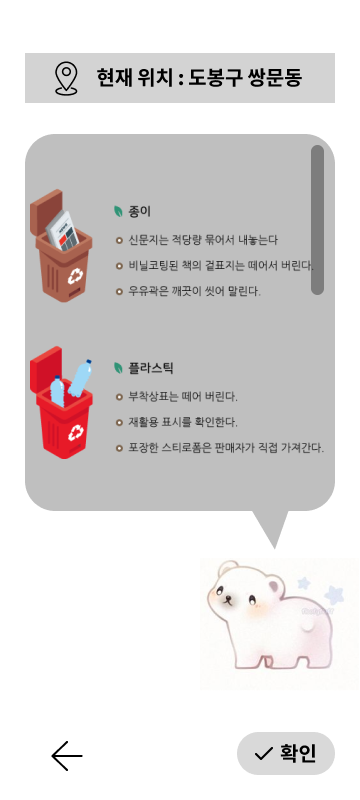 현재 위치 : 도봉구 쌍문동
종이
신문지는 적당량 묶어서 내놓는다
비닐코팅된 책의 겉표지는 떼어서 버린다.
우유곽은 깨끗이 씻어 말린다.
플라스틱
부착상표는 떼어 버린다.
재활용 표시를 확인한다.
포장한 스티로폼은 판매자가 직접 가져간다.
확인